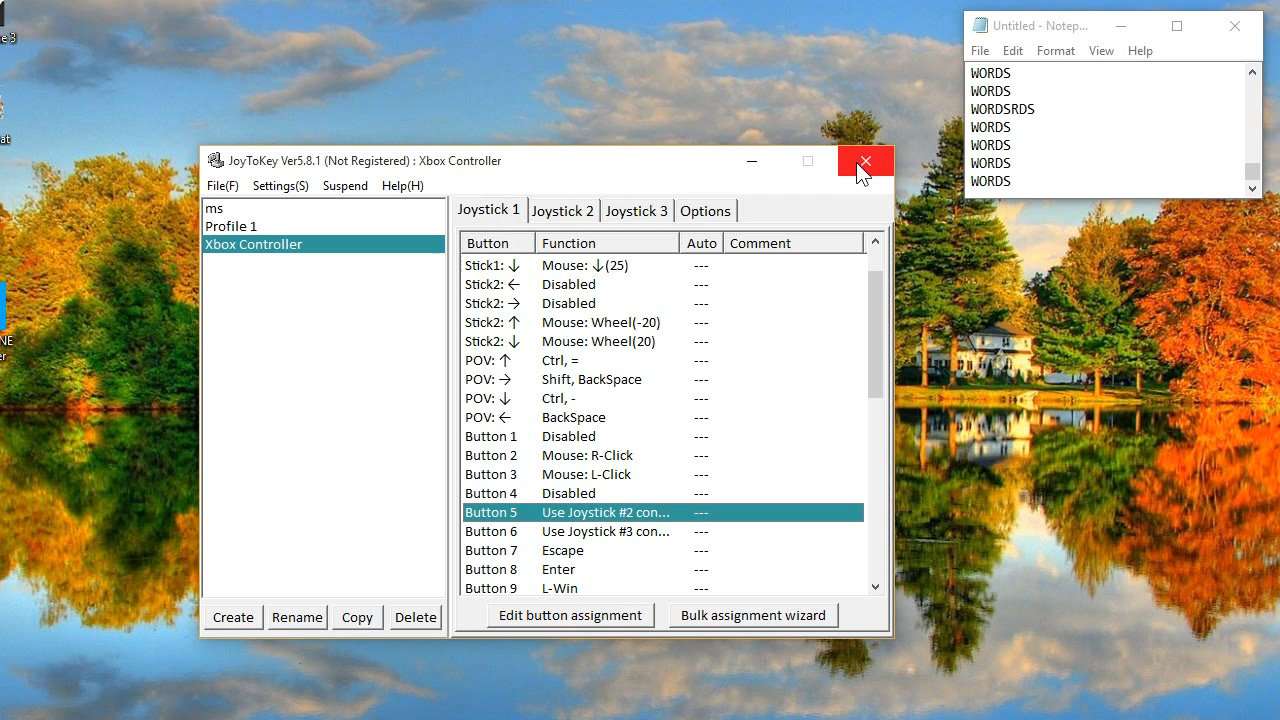 e 3
at
NE
er
Untitled - Notep...
File Edit Format View Help
WORDS
WORDS
WORDSRDS
WORDS
WORDS
WORDS
WORDS
JoyToKey Ver5.8.1 (Not Registered) : Xbox Controller
File(F) Settings(S) Suspend Help(H)
ms
Profile 1
Xbox Controller
Joystick 1 Joystick 2 Joystick 3 Options
Button Function Auto Comment
Stick1: ↓ Mouse: ↓(25) ---
Stick2: ← Disabled ---
Stick2: → Disabled ---
Stick2: ↑ Mouse: Wheel(-20) ---
Stick2: ↓ Mouse: Wheel(20) ---
POV: ↑ Ctrl, = ---
POV: → Shift, BackSpace ---
POV: ↓ Ctrl, - ---
POV: ← BackSpace ---
Button 1 Disabled ---
Button 2 Mouse: R-Click ---
Button 3 Mouse: L-Click ---
Button 4 Disabled ---
Button 5 Use Joystick #2 con... ---
Button 6 Use Joystick #3 con... ---
Button 7 Escape ---
Button 8 Enter ---
Button 9 L-Win ---
Create Rename Copy Delete
Edit button assignment Bulk assignment wizard